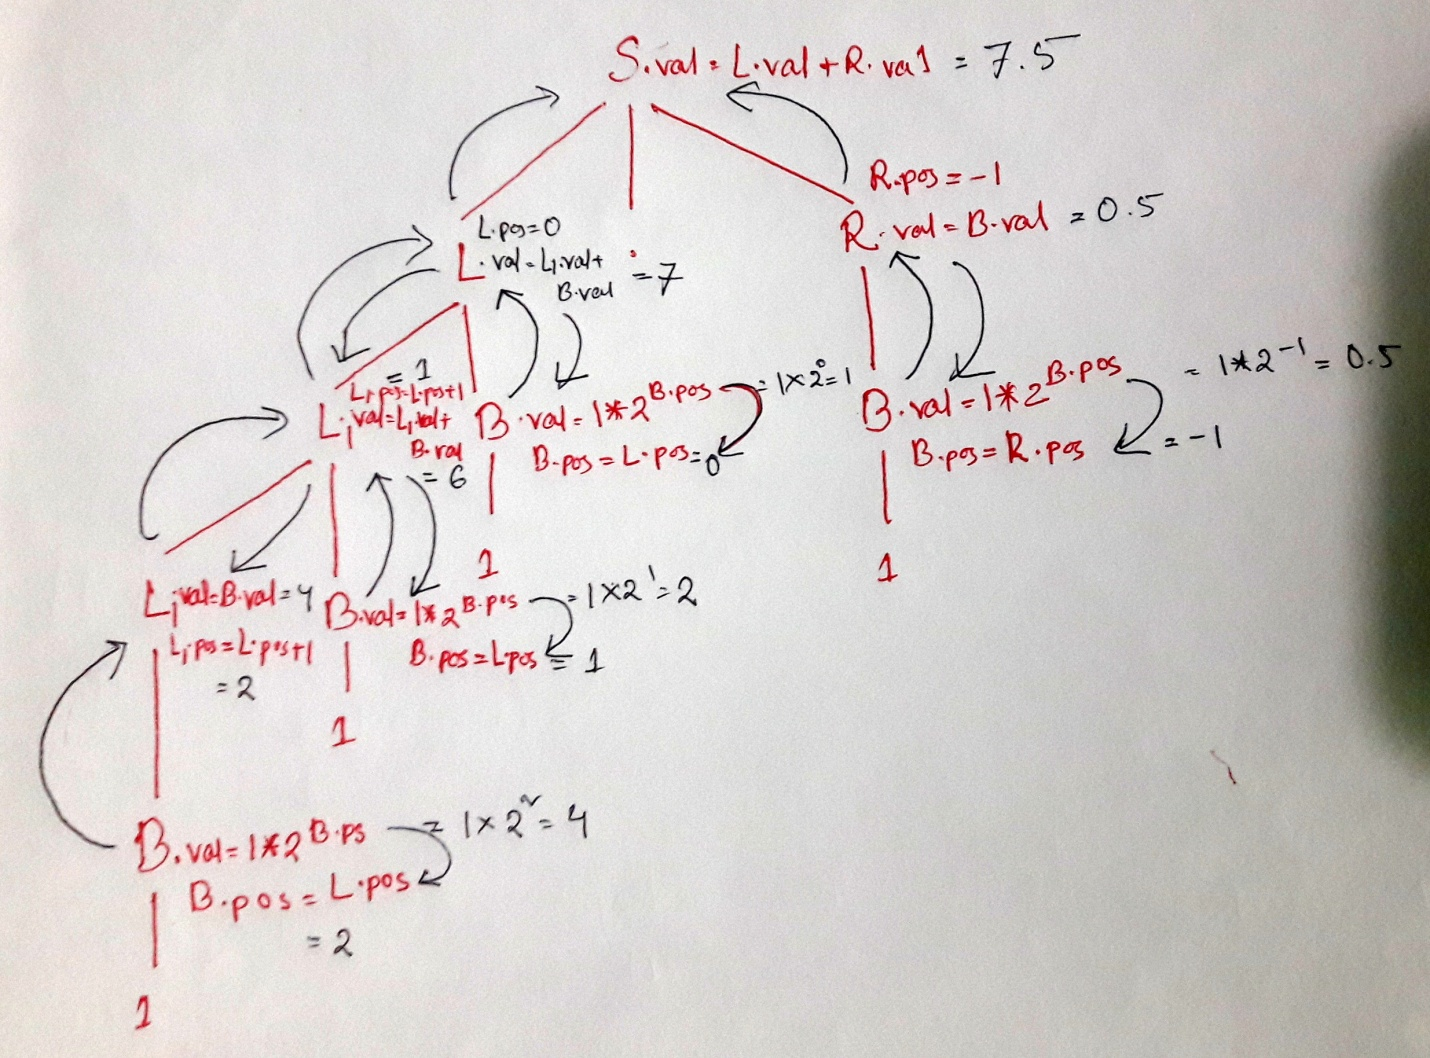 S.val = L.val + R.val = 7.5
R.pos = -1
R.val = B.val = 0.5
L.pos=0
L.val = L₁.val +
B.val = 7
.
= 1
L₁.pos=L.pos+1
L₁.val=L₁.val+
B.val
= 6
B.val = 1*2^B.pos = 1×2^0=1
B.pos = L.pos=0
B.val = 1*2^B.pos = 1*2^-1 = 0.5
B.pos = R.pos = -1
1
1
L₁.val=B.val=4
L₁.pos=L.pos+1
= 2
B.val= 1*2^B.pos = 1×2^1=2
B.pos=L.pos = 1
1
B.val= 1*2^B.ps = 1×2^2=4
B.pos = L.pos
= 2
1